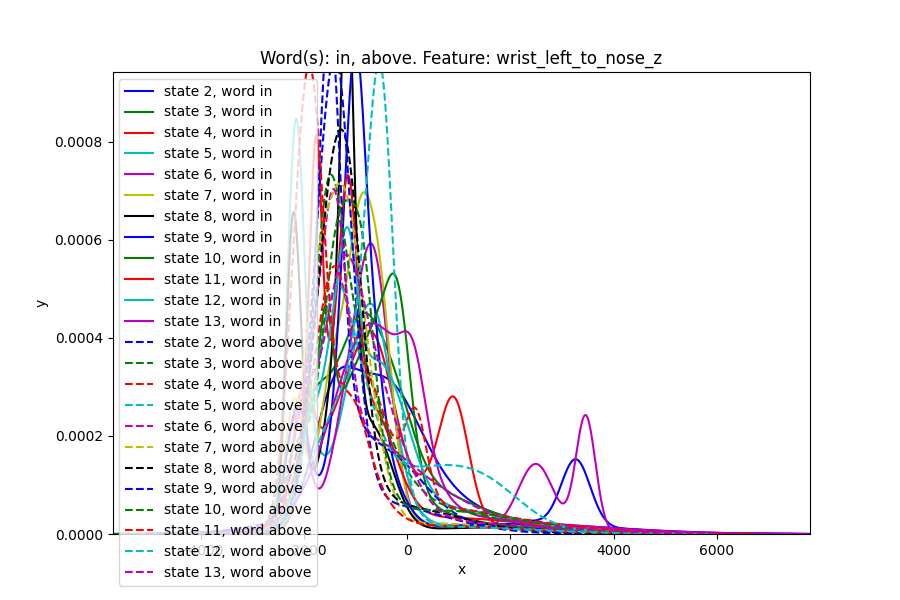 Word(s): in, above. Feature: wrist_left_to_nose_z
y
0.0008
0.0006
0.0004
0.0002
0.0000
state 2, word in
state 3, word in
state 4, word in
state 5, word in
state 6, word in
state 7, word in
state 8, word in
state 9, word in
state 10, word in
state 11, word in
state 12, word in
state 13, word in
state 2, word above
state 3, word above
state 4, word above
state 5, word above
state 6, word above
state 7, word above
state 8, word above
state 9, word above
state 10, word above
state 11, word above
state 12, word above
state 13, word above
0 2000 4000 6000
x